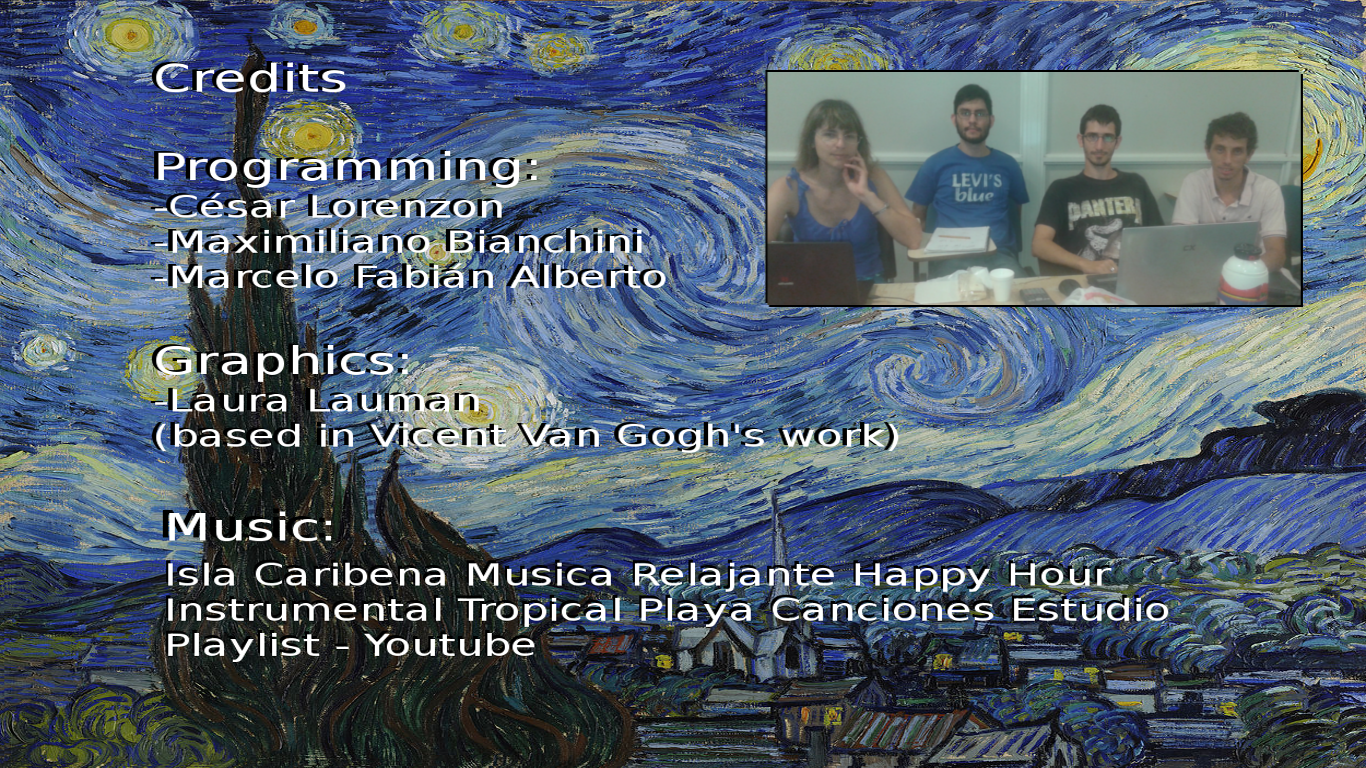 Credits
Programming:
-César Lorenzon
-Maximiliano Bianchini
-Marcelo Fabián Alberto
Graphics:
-Laura Lauman
(based in Vicent Van Gogh's work)
Music:
Isla Caribena Musica Relajante Happy Hour
Instrumental Tropical Playa Canciones Estudio
Playlist - Youtube
LEVI'S
blue
PANTERA